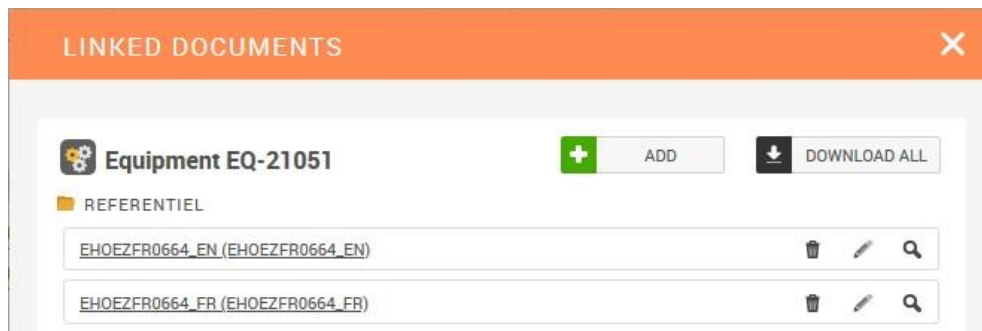 LINKED DOCUMENTS
Equipment EQ-21051
ADD
DOWNLOAD ALL
REFERENTIEL
EHOEZFR0664_EN (EHOEZFR0664_EN)
EHOEZFR0664_FR (EHOEZFR0664_FR)